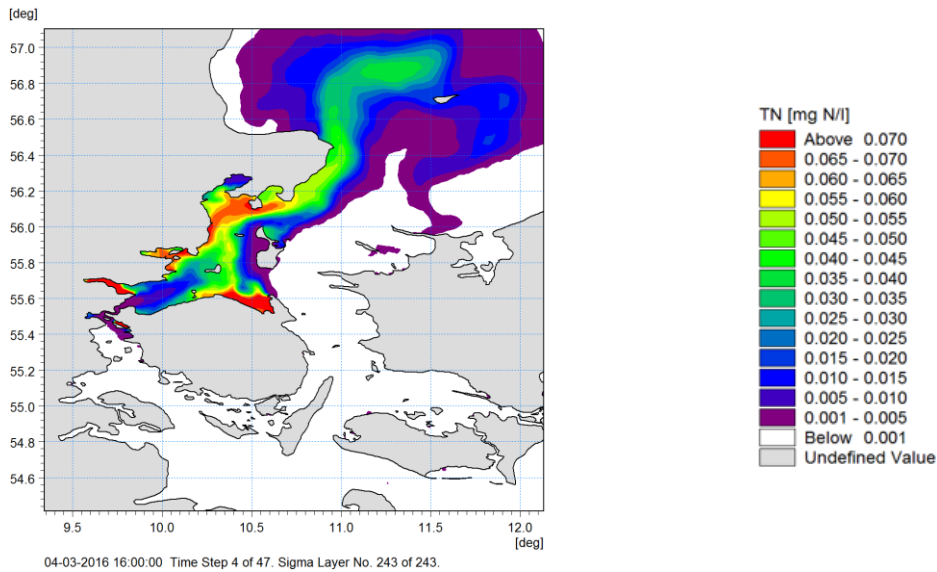 [deg]
57.0
56.8
56.6
56.4
56.2
56.0
55.8
55.6
55.4
55.2
55.0
54.8
54.6
9.5 10.0 10.5 11.0 11.5 12.0
[deg]
04-03-2016 16:00:00 Time Step 4 of 47. Sigma Layer No. 243 of 243.
TN [mg N/l]
Above 0.070
0.065 - 0.070
0.060 - 0.065
0.055 - 0.060
0.050 - 0.055
0.045 - 0.050
0.040 - 0.045
0.035 - 0.040
0.030 - 0.035
0.025 - 0.030
0.020 - 0.025
0.015 - 0.020
0.010 - 0.015
0.005 - 0.010
0.001 - 0.005
Below 0.001
Undefined Value